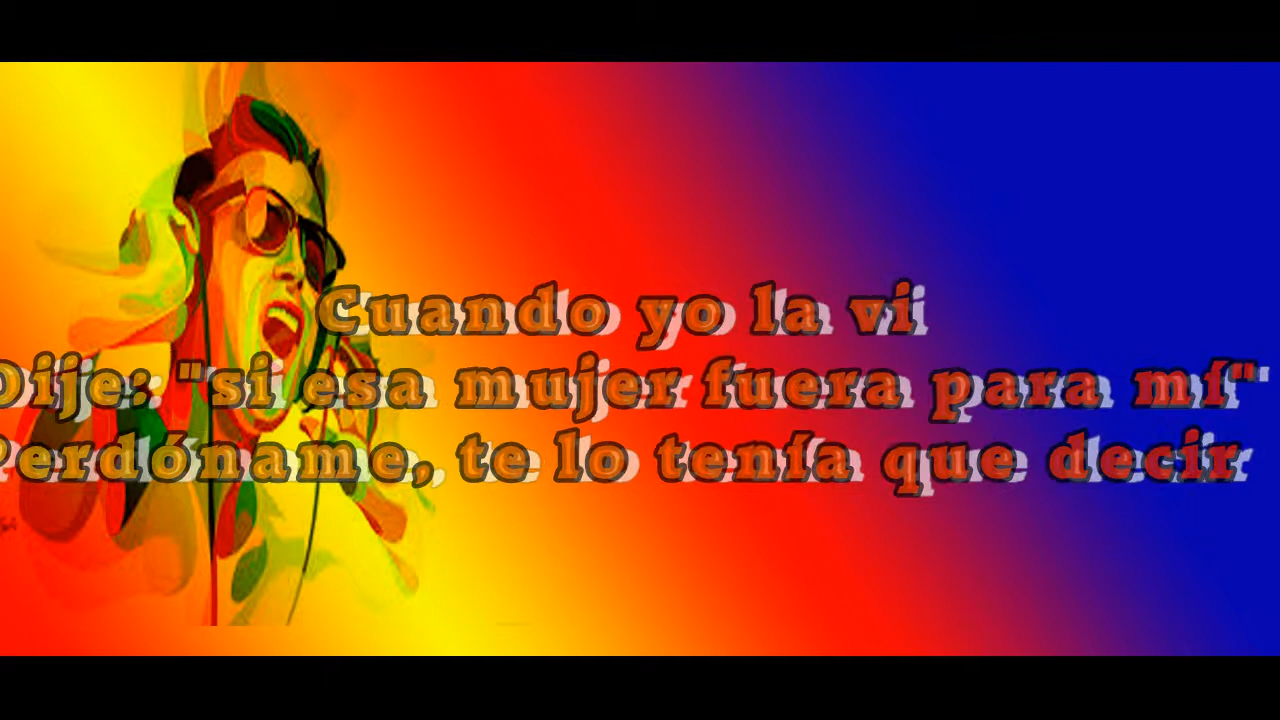 Cuando yo la vi
Dije: "si esa mujer fuera para mí"
Perdóname, te lo tenía que decir